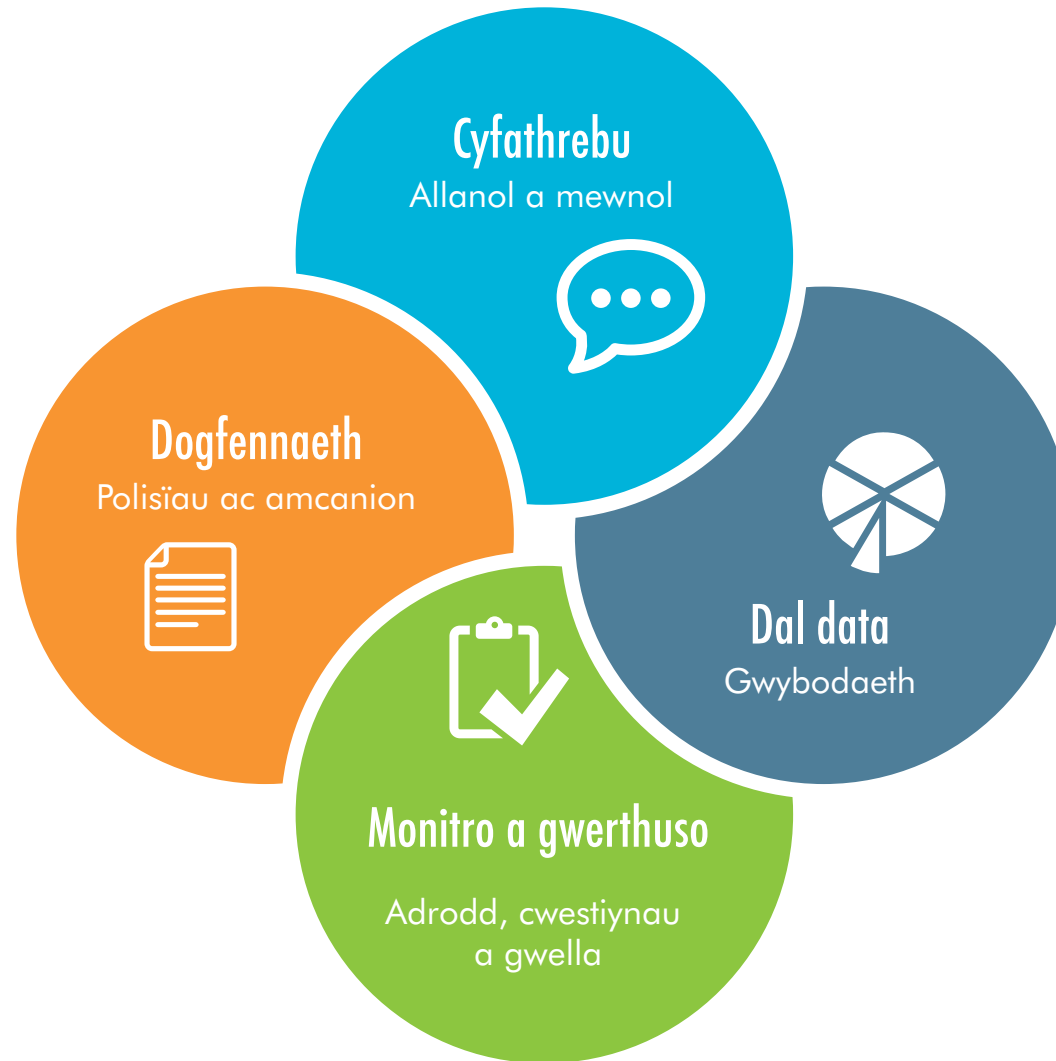 Cyfathrebu
Allanol a mewnol
Dogfennaeth
Polisïau ac amcanion
Dal data
Gwybodaeth
Monitro a gwerthuso
Adrodd, cwestiynau
a gwella